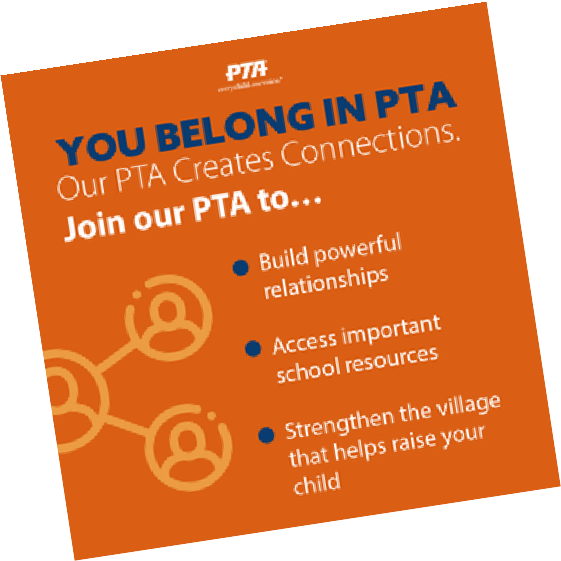 PTA
everychild.onevoice.®
YOU BELONG IN PTA
Our PTA Creates Connections.
Join our PTA to...
Build powerful
relationships
Access important
school resources
Strengthen the village
that helps raise your
child